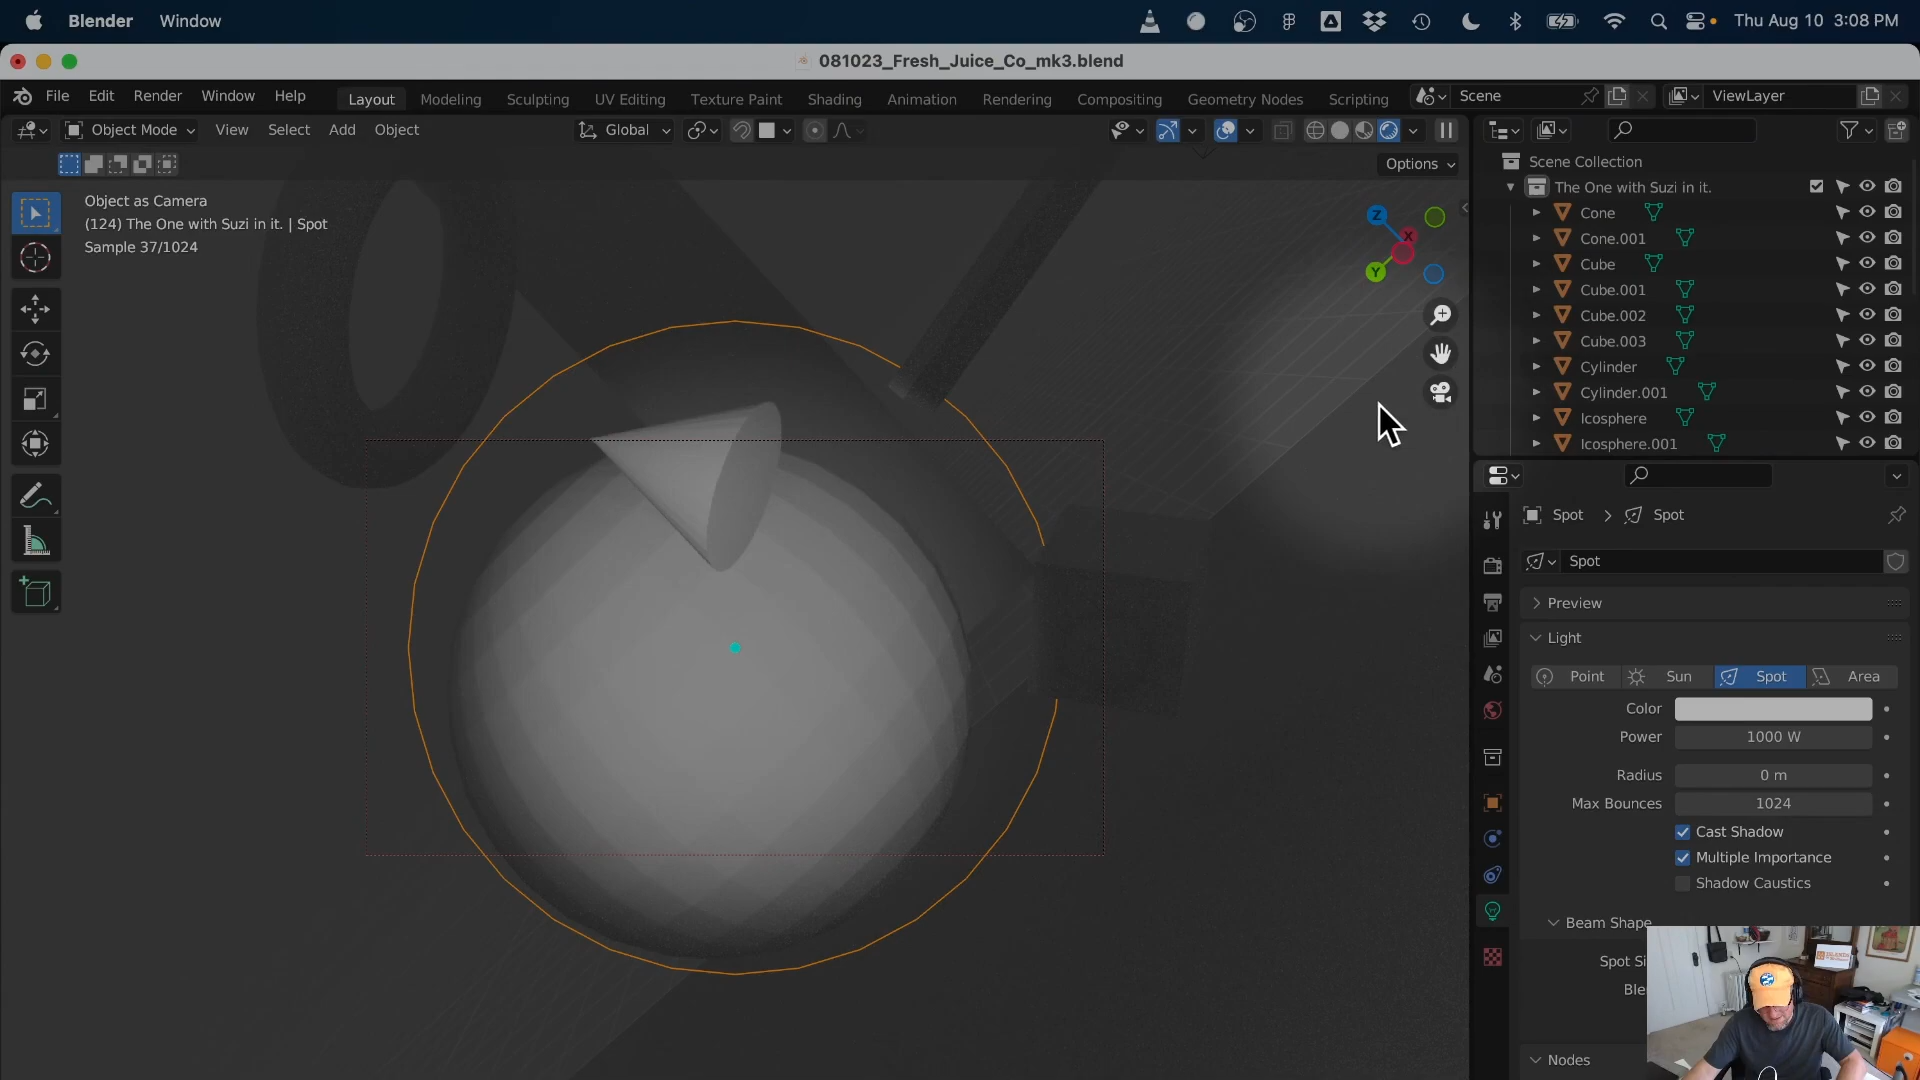 Blender Window Thu Aug 10 3:08 PM
081023_Fresh_Juice_Co_mk3.blend
File Edit Render Window Help Layout Modeling Sculpting UV Editing Texture Paint Shading Animation Rendering Compositing Geometry Nodes Scripting Scene ViewLayer
Object Mode View Select Add Object Global
Options
Object as Camera
(124) The One with Suzi in it. | Spot
Sample 37/1024
Z
X
Y
Scene Collection
The One with Suzi in it.
Cone
Cone.001
Cube
Cube.001
Cube.002
Cube.003
Cylinder
Cylinder.001
Icosphere
Icosphere.001
Spot > Spot
Spot
Preview
Light
Point Sun Spot Area
Color
Power 1000 W
Radius 0 m
Max Bounces 1024
Cast Shadow
Multiple Importance
Shadow Caustics
Beam Shape
Spot Si
Ble
Nodes